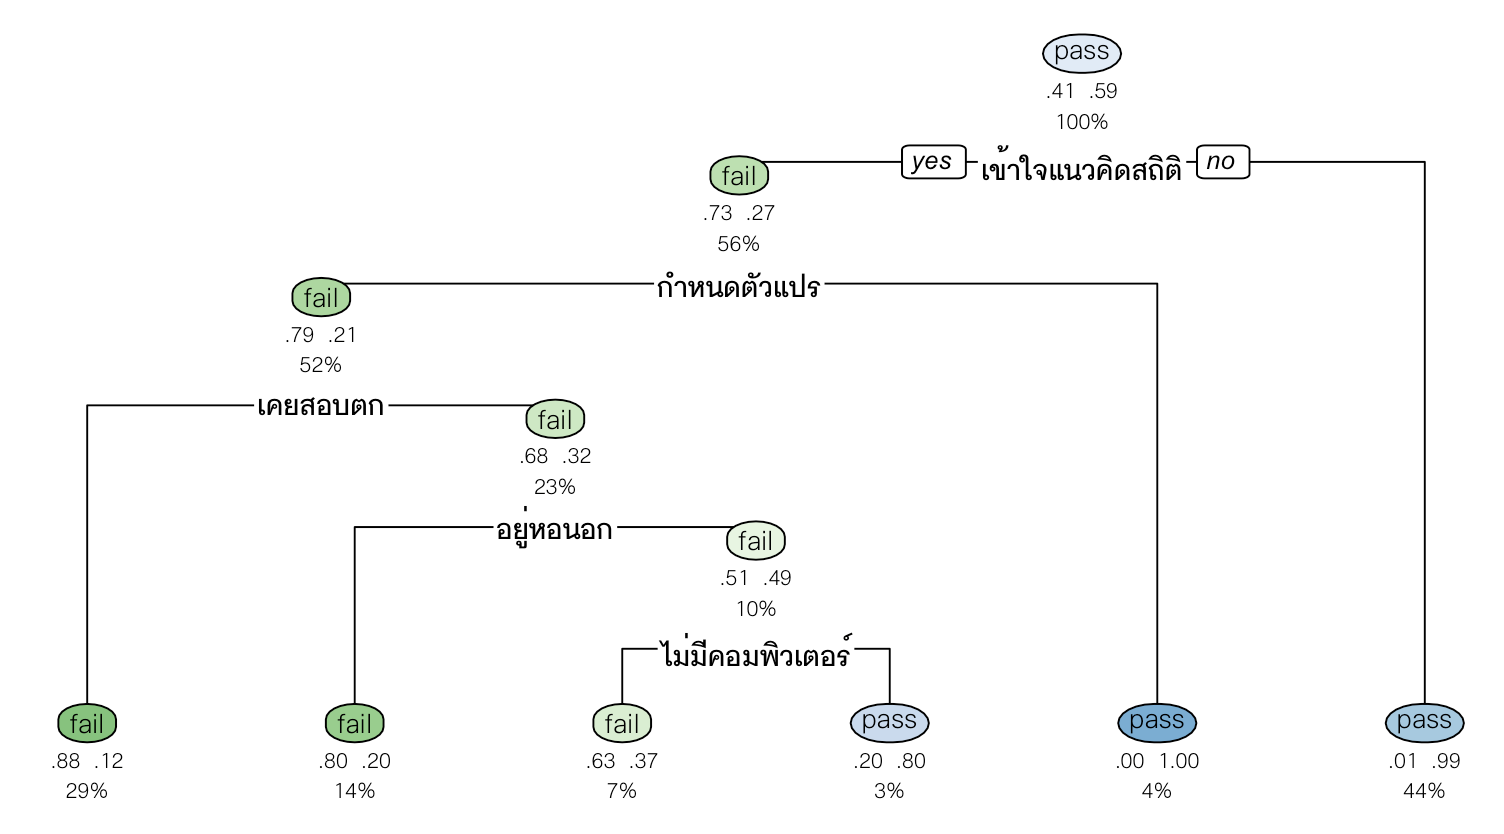 pass
.41 .59
100%
yes เข้าใจแนวคิดสถิติ no
fail
.73 .27
56%
กำหนดตัวแปร
fail
.79 .21
52%
เคยสอบตก
fail
.68 .32
23%
อยู่หอนอก
fail
.51 .49
10%
ไม่มีคอมพิวเตอร์
fail fail fail pass pass pass
.88 .12 .80 .20 .63 .37 .20 .80 .00 1.00 .01 .99
29% 14% 7% 3% 4% 44%